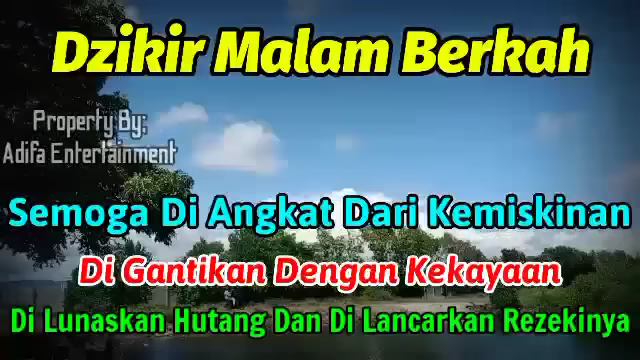 Dzikir Malam Berkah
Property By:
Adifa Entertainment
Semoga Di Angkat Dari Kemiskinan
Di Gantikan Dengan Kekayaan
Di Lunaskan Hutang Dan Di Lancarkan Rezekinya